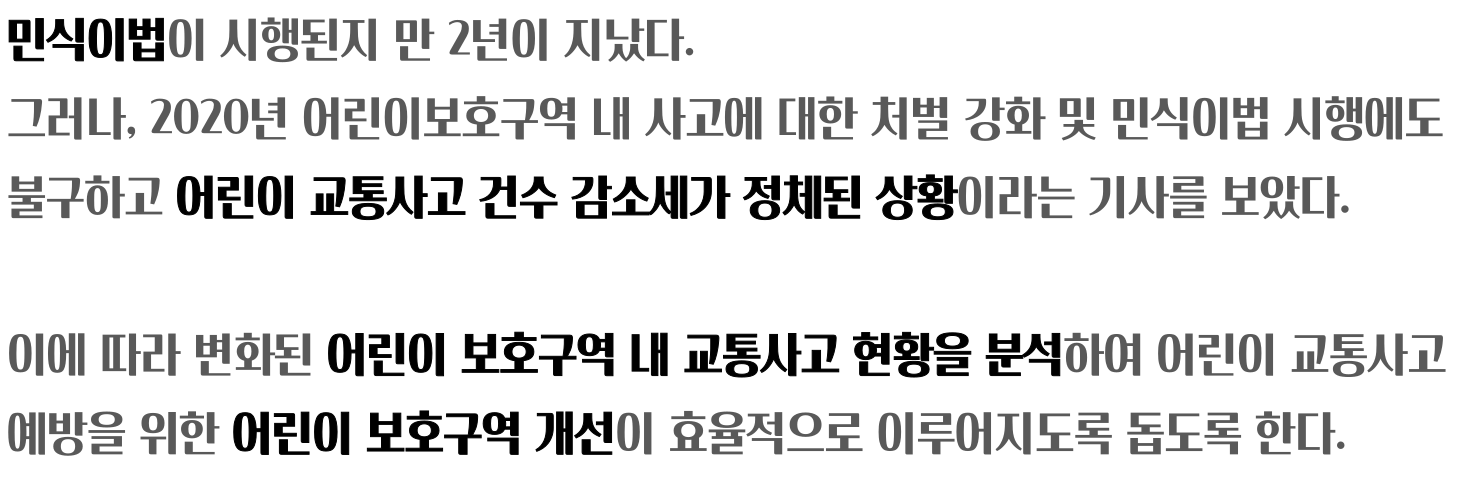 민식이법이 시행된지 만 2년이 지났다.
그러나, 2020년 어린이보호구역 내 사고에 대한 처벌 강화 및 민식이법 시행에도
불구하고 어린이 교통사고 건수 감소세가 정체된 상황이라는 기사를 보았다.
이에 따라 변화된 어린이 보호구역 내 교통사고 현황을 분석하여 어린이 교통사고
예방을 위한 어린이 보호구역 개선이 효율적으로 이루어지도록 돕도록 한다.